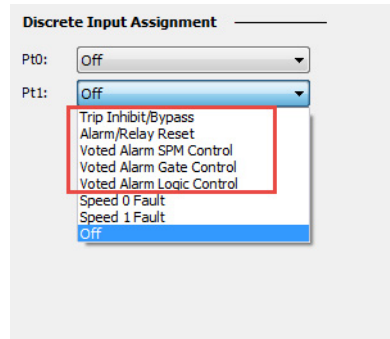 Discrete Input Assignment
Pt0: Off
Pt1: Off
Trip Inhibit/Bypass
Alarm/Relay Reset
Voted Alarm SPM Control
Voted Alarm Gate Control
Voted Alarm Logic Control
Speed 0 Fault
Speed 1 Fault
Off